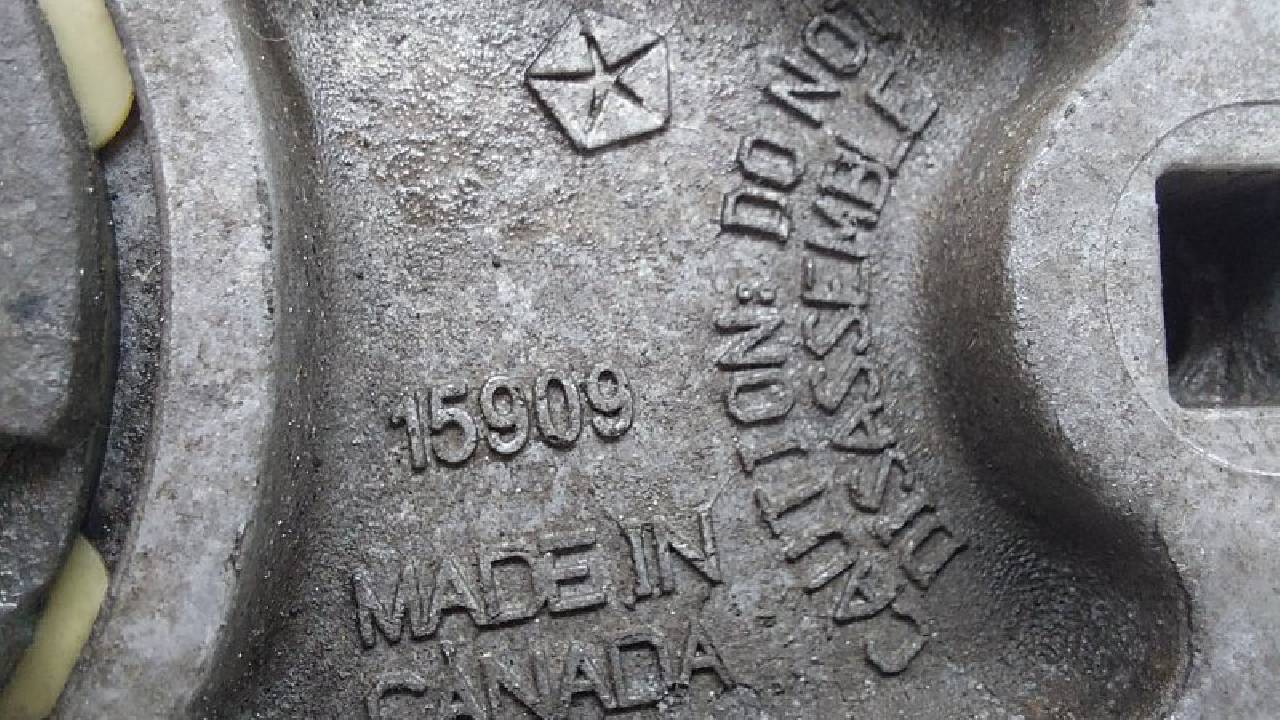 15909
MADE IN
CANADA
CAUTION: DO NOT
DISASSEMBLE